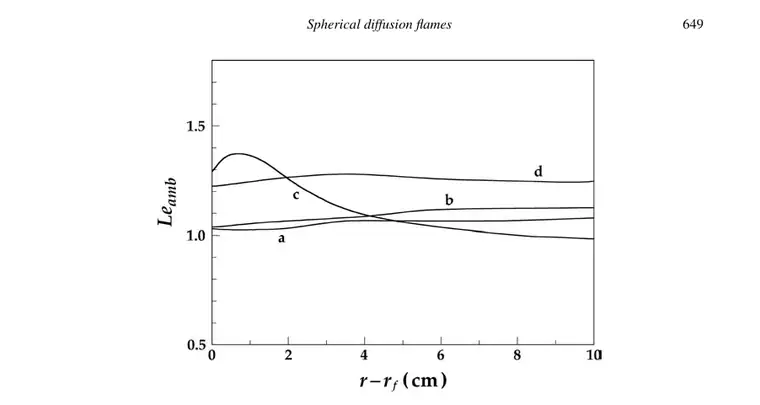 Spherical diffusion flames 649
1.5
d
c
b
Le_amb
1.0
a
0.5
0 2 4 6 8 10
r – r_f (cm)